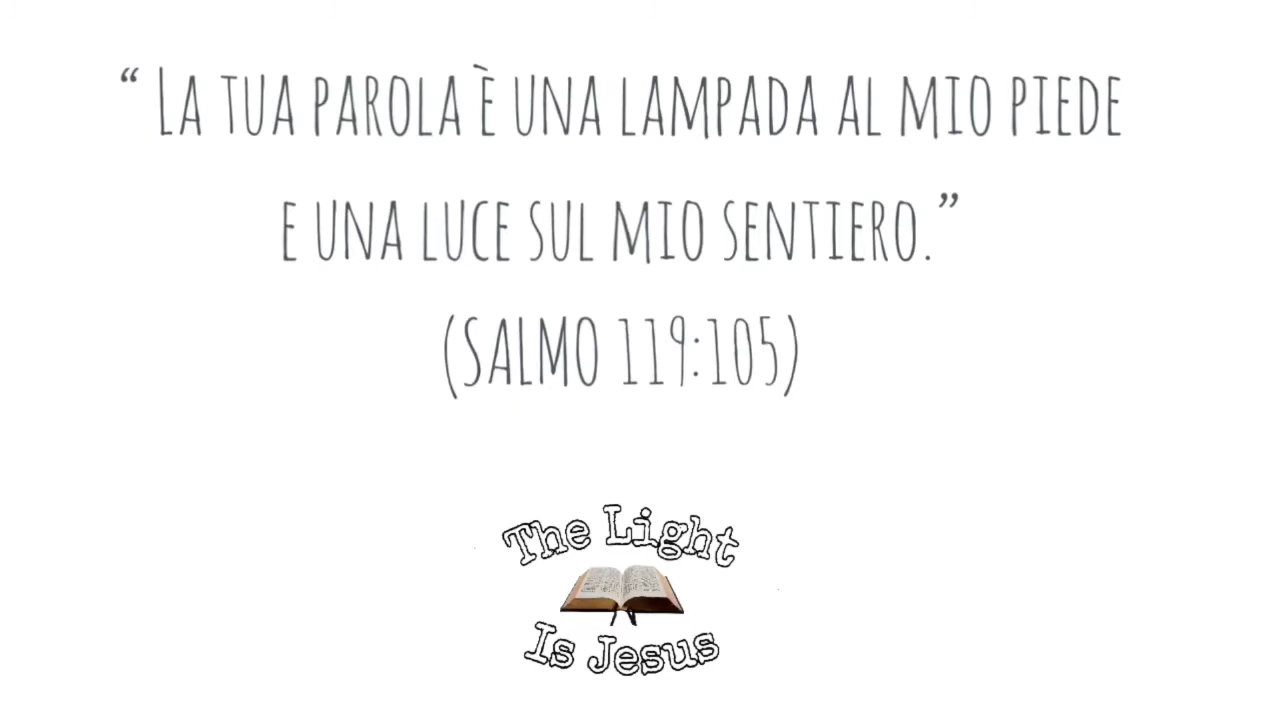 “ La tua parola è una lampada al mio piede
e una luce sul mio sentiero.”
(SALMO 119:105)
The Light
Is Jesus